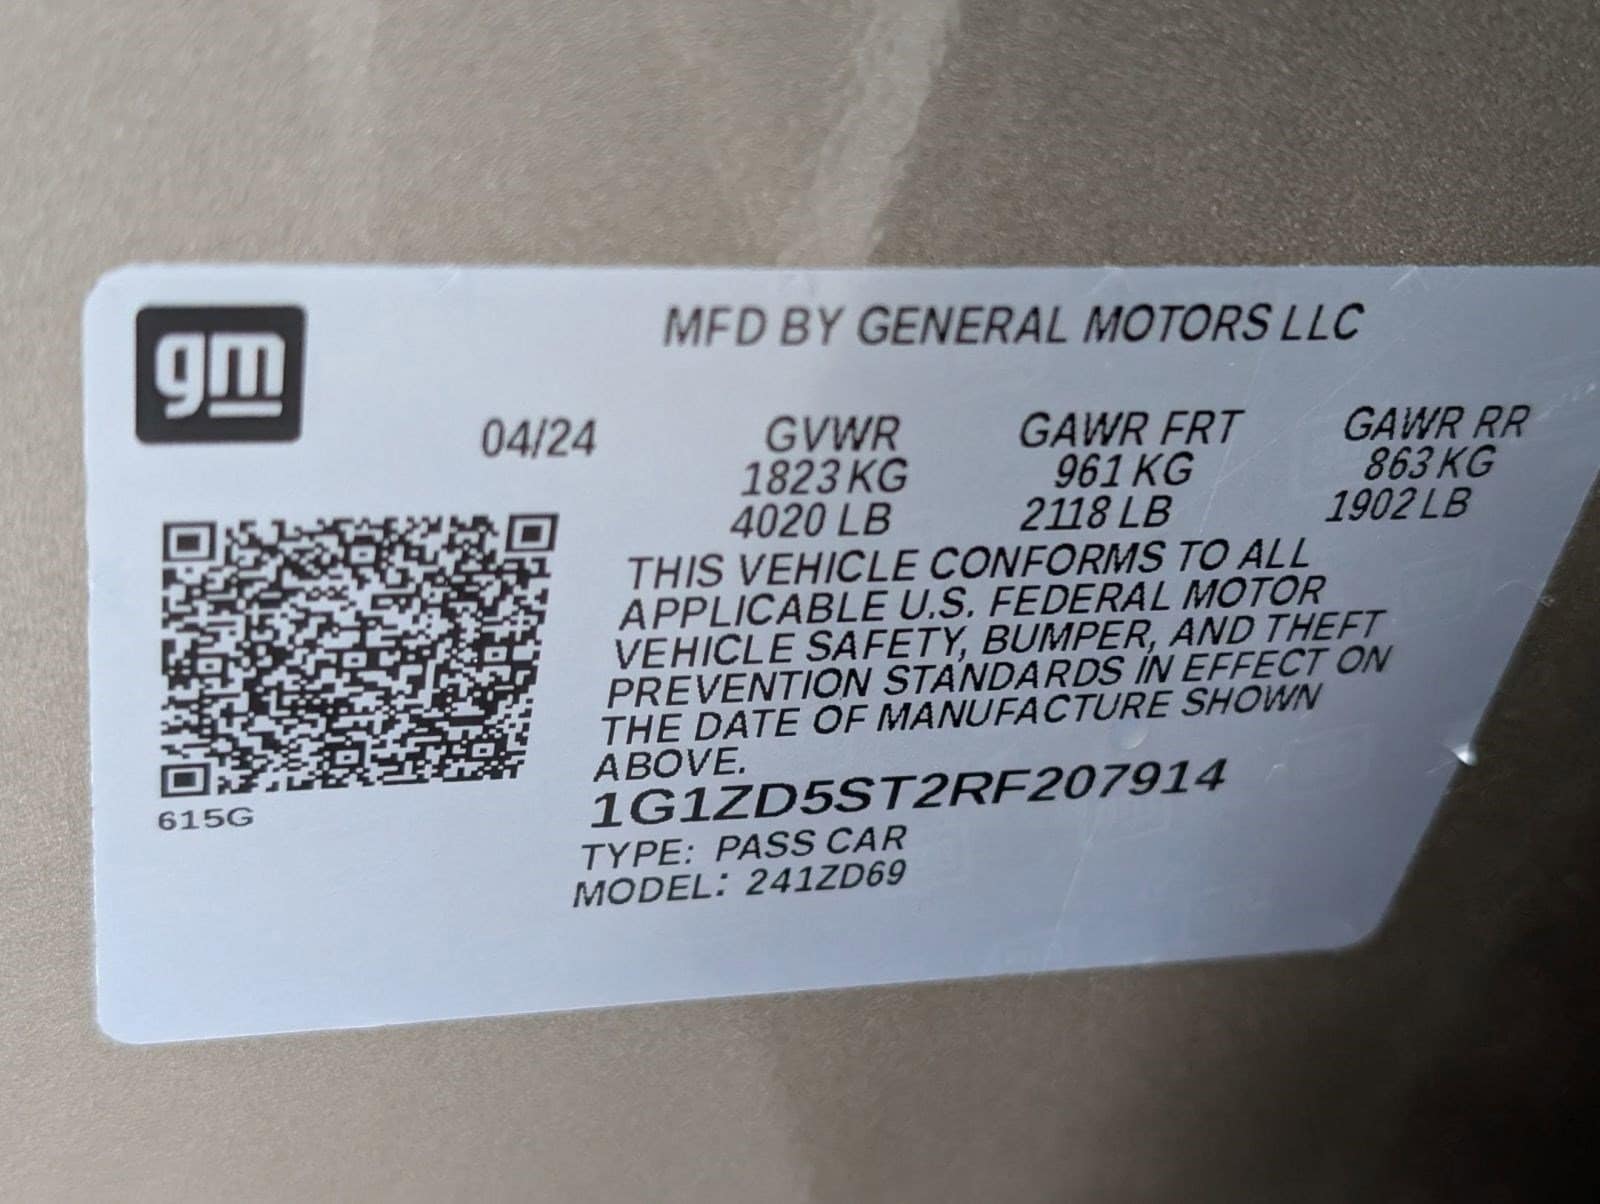 gm
MFD BY GENERAL MOTORS LLC
04/24 GVWR GAWR FRT GAWR RR
1823 KG 961 KG 863 KG
4020 LB 2118 LB 1902 LB
THIS VEHICLE CONFORMS TO ALL
APPLICABLE U.S. FEDERAL MOTOR
VEHICLE SAFETY, BUMPER, AND THEFT
PREVENTION STANDARDS IN EFFECT ON
THE DATE OF MANUFACTURE SHOWN
ABOVE.
615G
1G1ZD5ST2RF207914
TYPE: PASS CAR
MODEL: 241ZD69